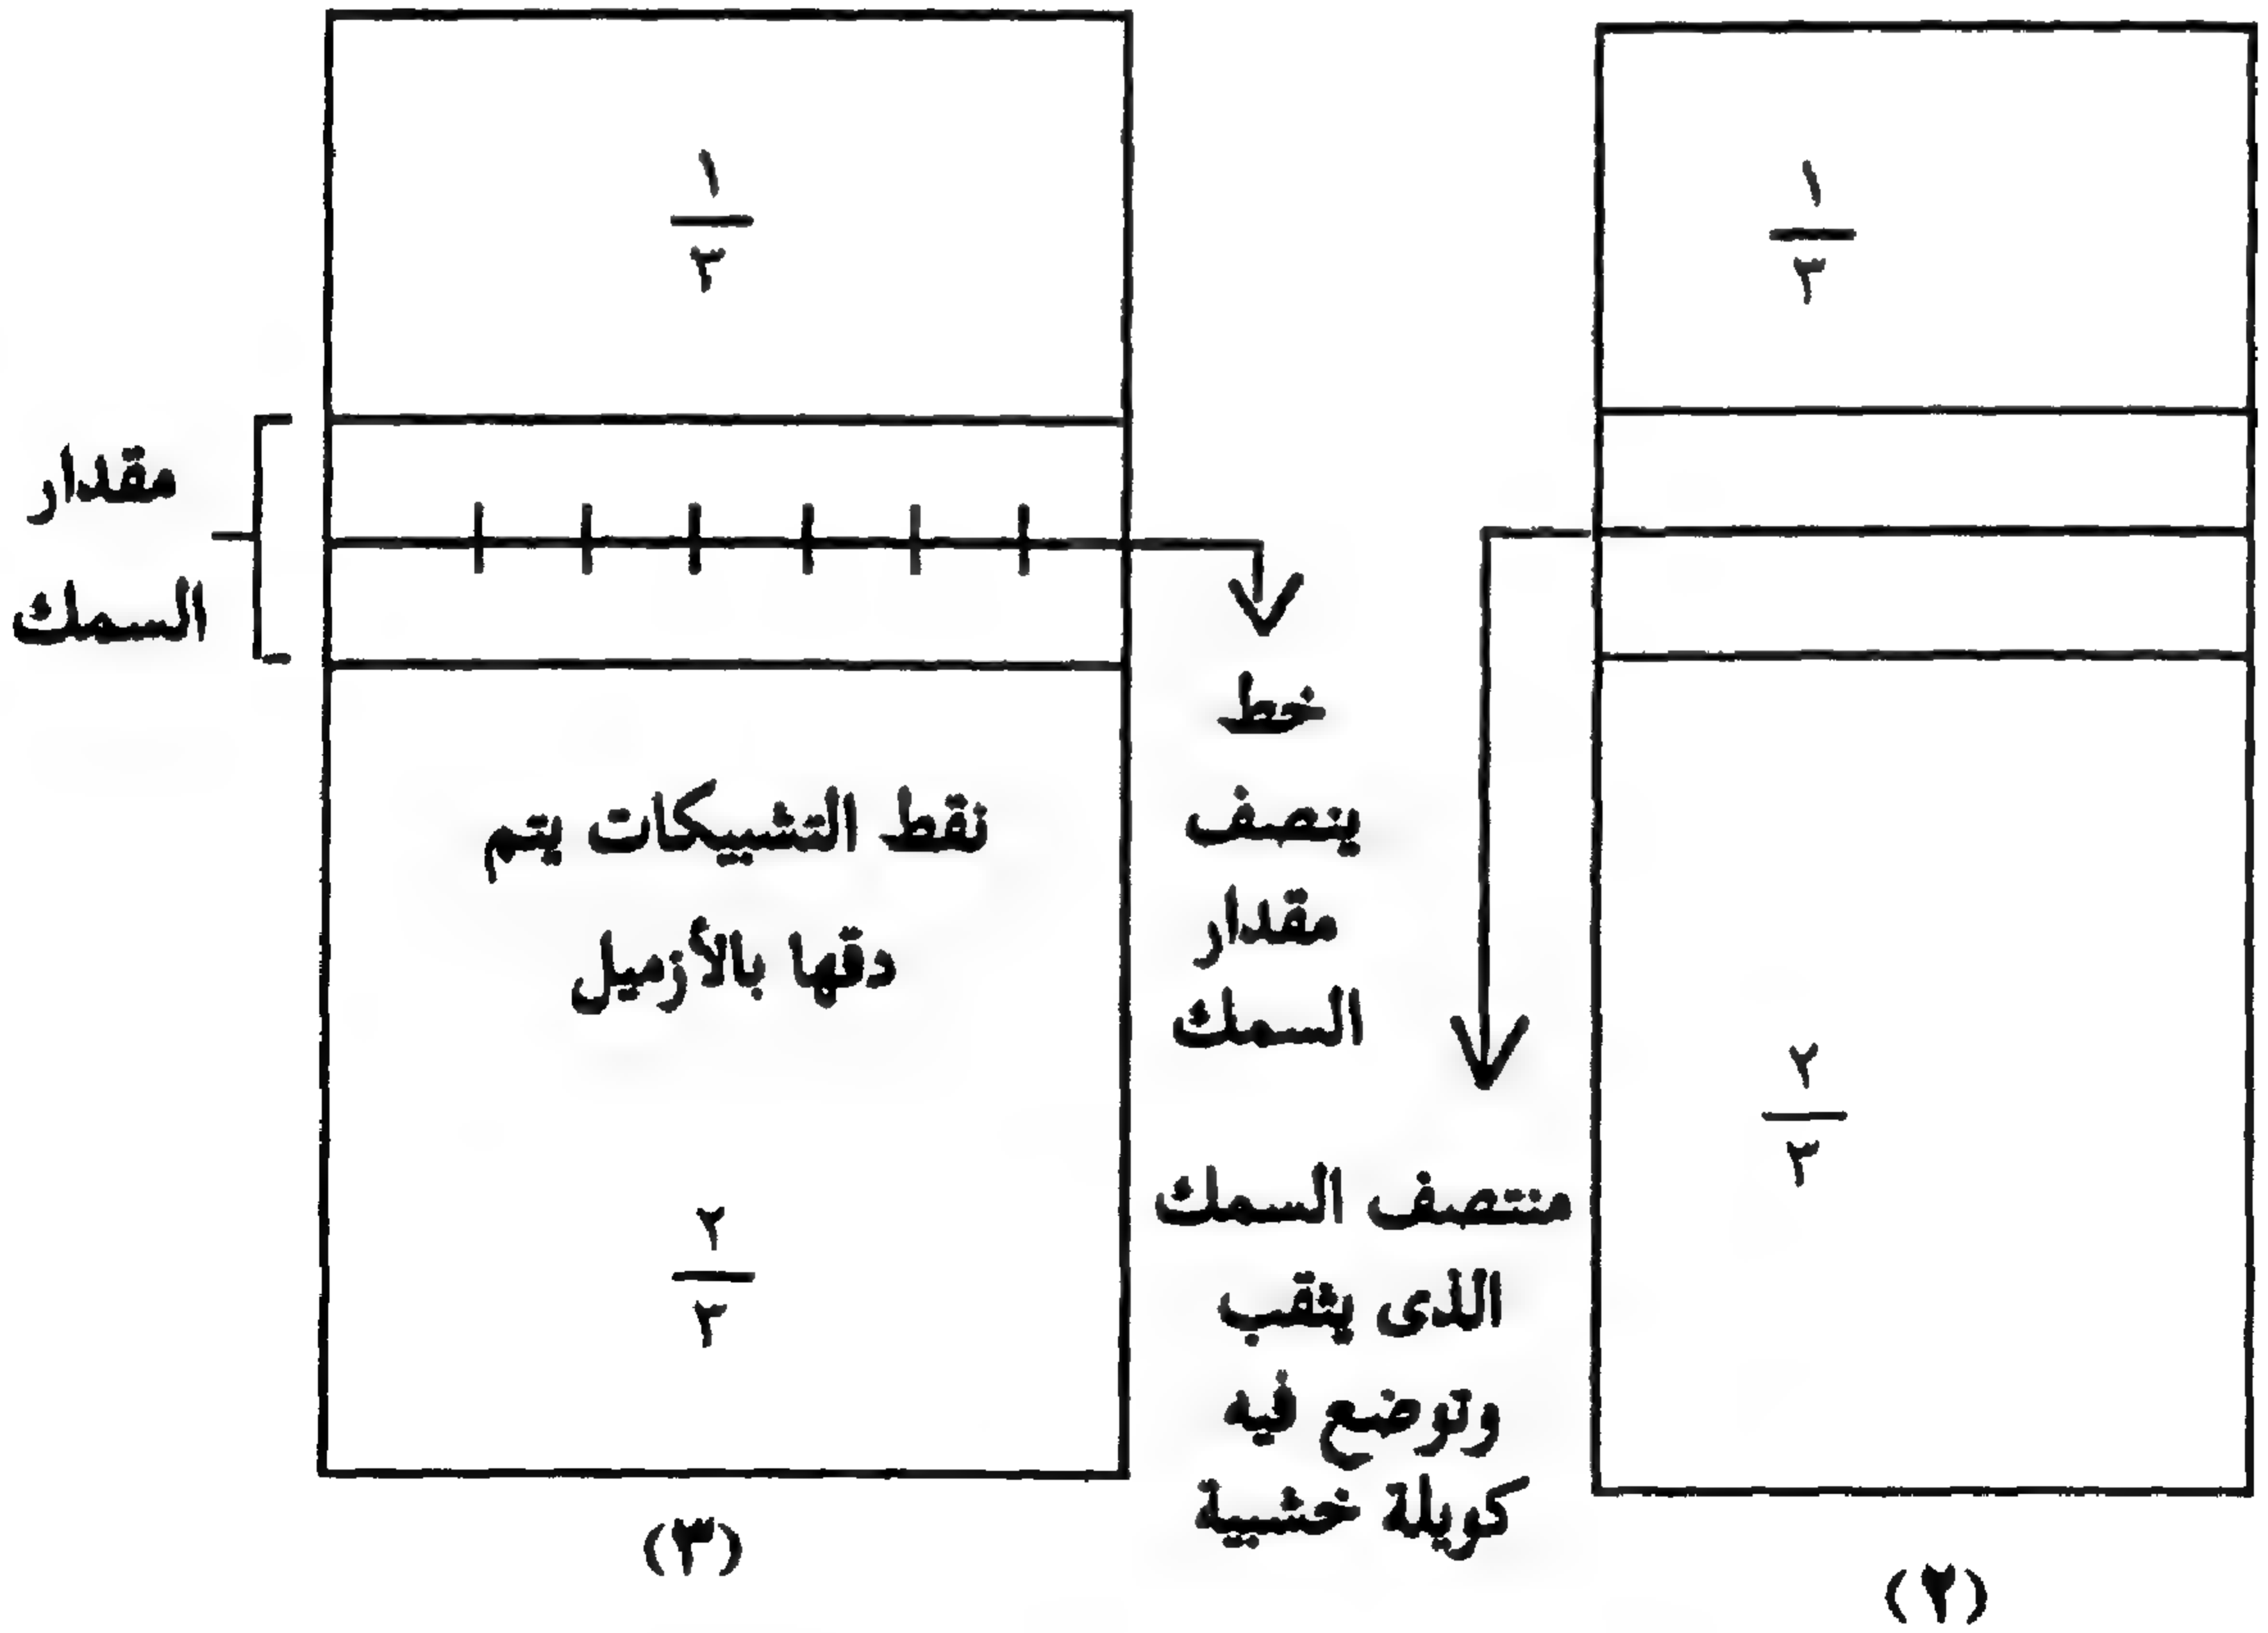 ١
٣
٢
٣
(٢)
منتصف السمك
الذى يثقب
وتوضع فيه
كويلة خشبية
خط
ينصف
مقدار
السمك
١
٣
نقط التشبيكات يتم
دقها بالأزميل
٢
٣
(٣)
مقدار
السمك